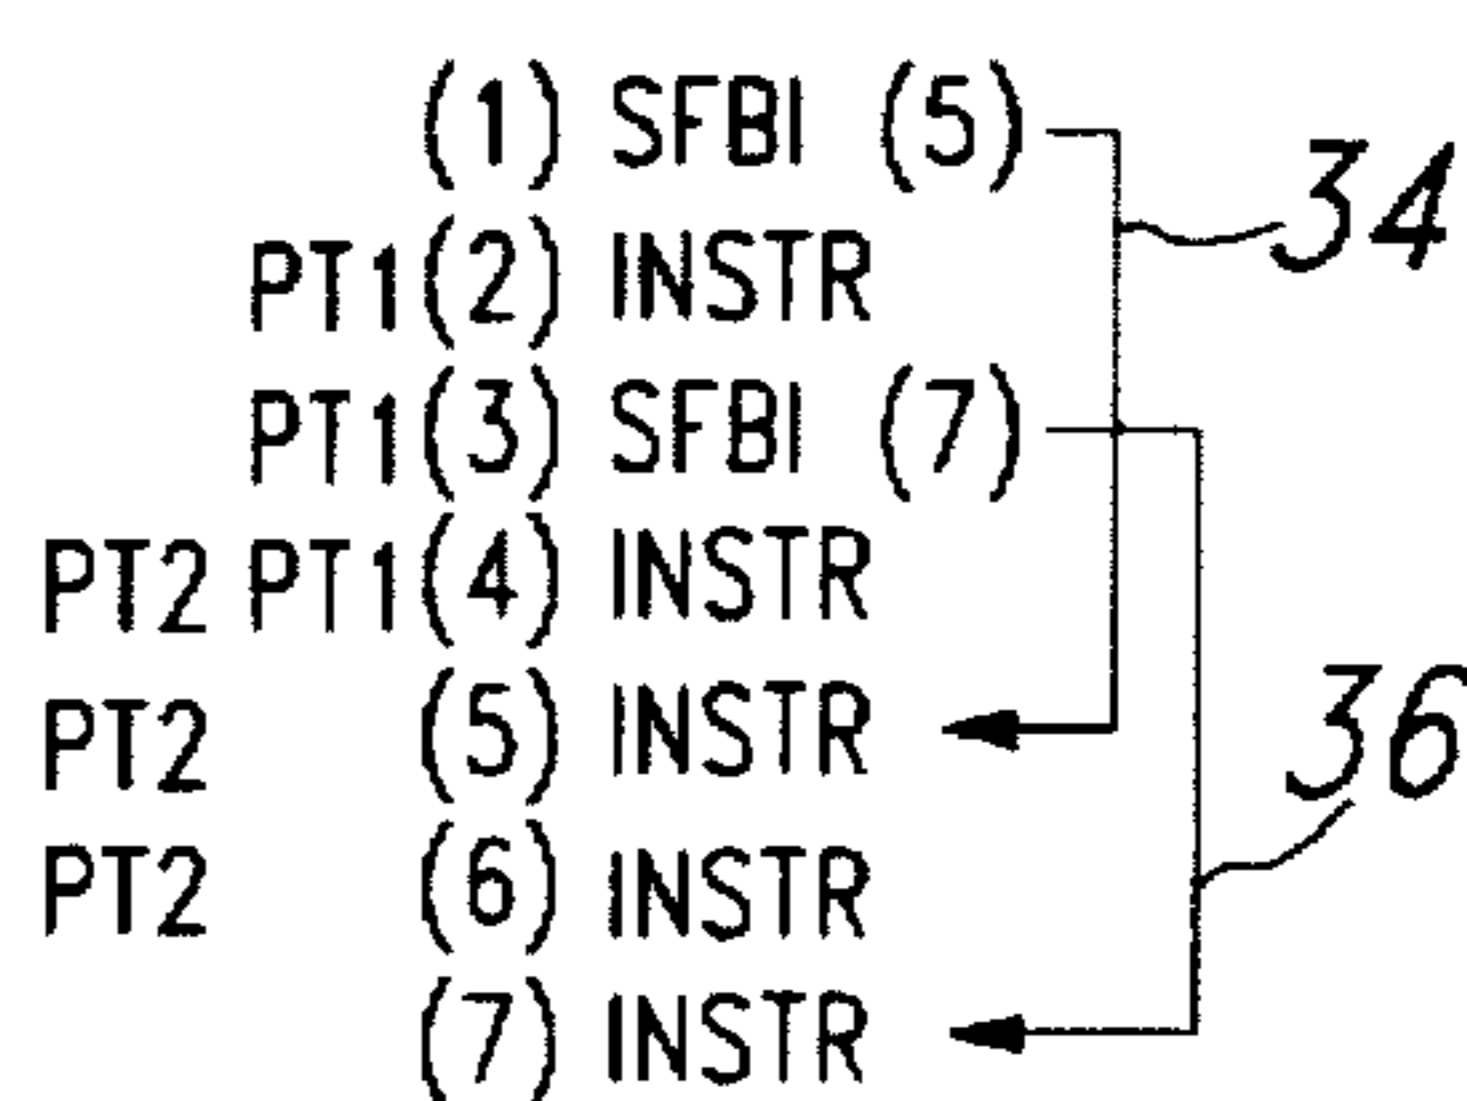 (1) SFBI (5)
34
PT1(2) INSTR
PT1(3) SFBI (7)
PT2 PT1(4) INSTR
PT2 (5) INSTR
36
PT2 (6) INSTR
(7) INSTR